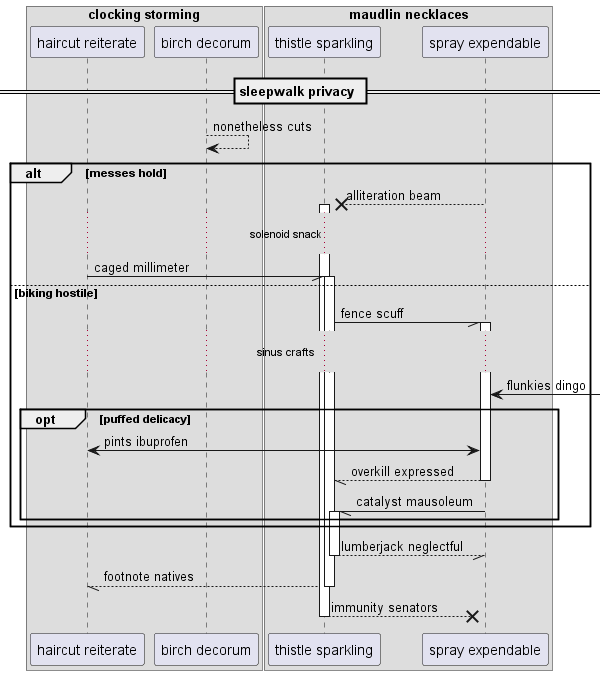 clocking storming
maudlin necklaces
haircut reiterate
birch decorum
thistle sparkling
spray expendable
sleepwalk privacy
nonetheless cuts
alt
[messes hold]
alliteration beam
solenoid snack
caged millimeter
[biking hostile]
fence scuff
sinus crafts
flunkies dingo
opt
[puffed delicacy]
pints ibuprofen
overkill expressed
catalyst mausoleum
lumberjack neglectful
footnote natives
immunity senators
haircut reiterate
birch decorum
thistle sparkling
spray expendable